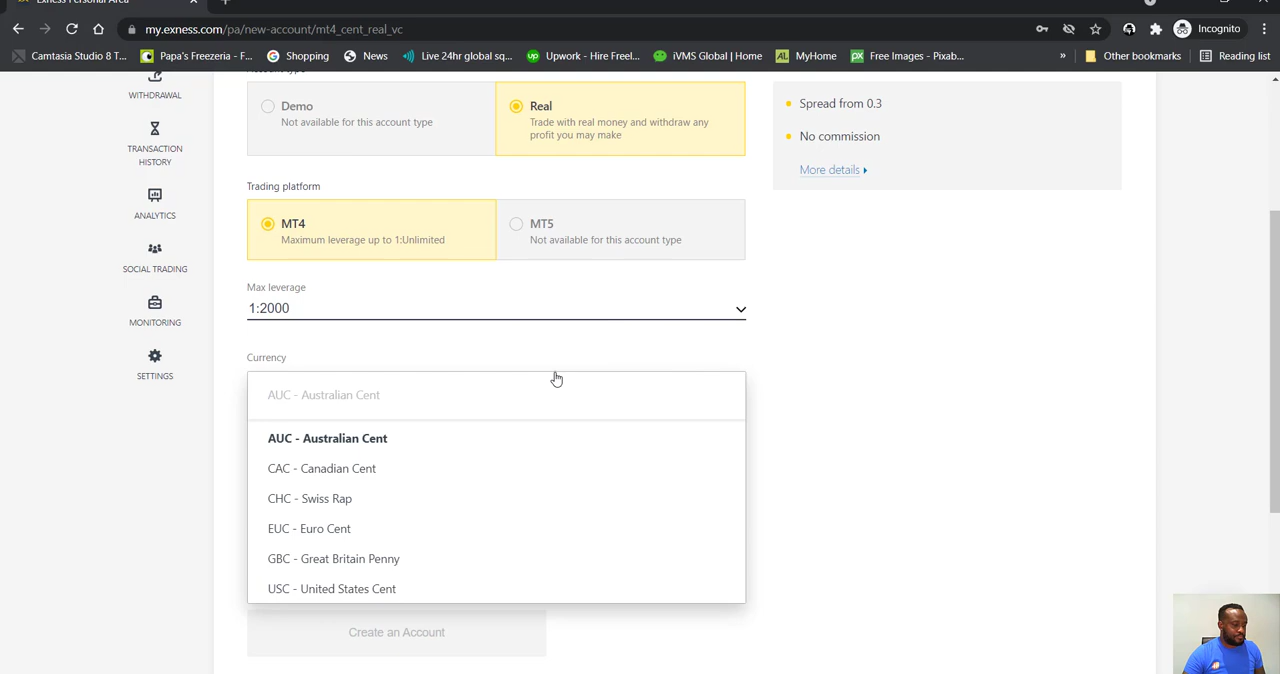 Exness Personal Area
my.exness.com/pa/new-account/mt4_cent_real_vc
Incognito
Camtasia Studio 8 T...
Papa's Freezeria - F...
Shopping
News
Live 24hr global sq...
Upwork - Hire Freel...
iVMS Global | Home
MyHome
Free Images - Pixab...
»
Other bookmarks
Reading list
WITHDRAWAL
TRANSACTION
HISTORY
ANALYTICS
SOCIAL TRADING
MONITORING
SETTINGS
Demo
Not available for this account type
Real
Trade with real money and withdraw any
profit you may make
Spread from 0.3
No commission
More details
Trading platform
MT4
Maximum leverage up to 1:Unlimited
MT5
Not available for this account type
Max leverage
1:2000
Currency
AUC - Australian Cent
AUC - Australian Cent
CAC - Canadian Cent
CHC - Swiss Rap
EUC - Euro Cent
GBC - Great Britain Penny
USC - United States Cent
Create an Account